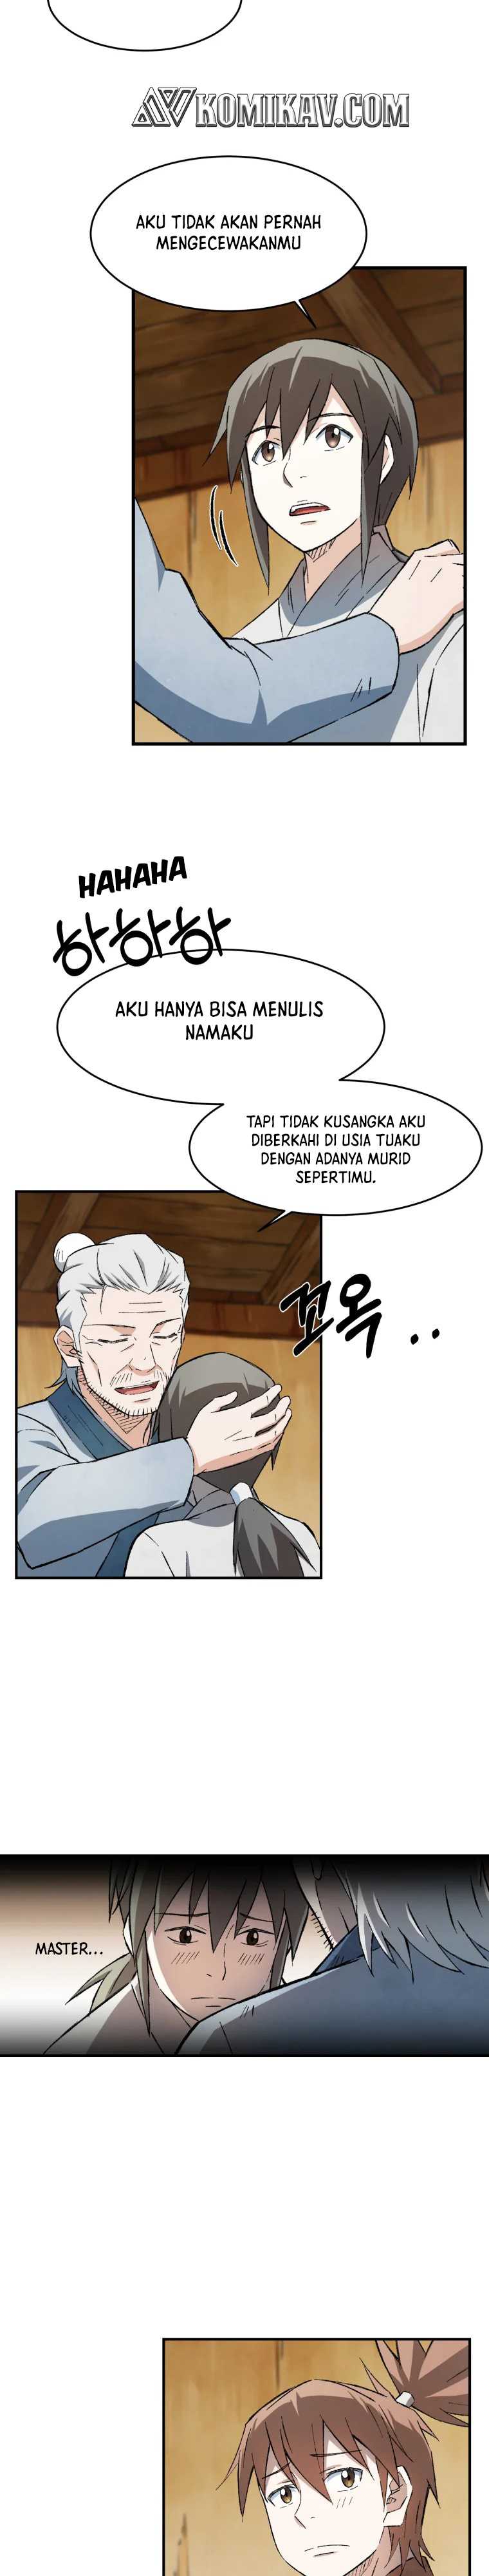 KOMIKAV.COM
AKU TIDAK AKAN PERNAH
MENGECEWAKANMU
HAHAHA
하하하
AKU HANYA BISA MENULIS
NAMAKU
TAPI TIDAK KUSANGKA AKU
DIBERKAHI DI USIA TUAKU
DENGAN ADANYA MURID
SEPERTIMU.
꼬옥..
MASTER...